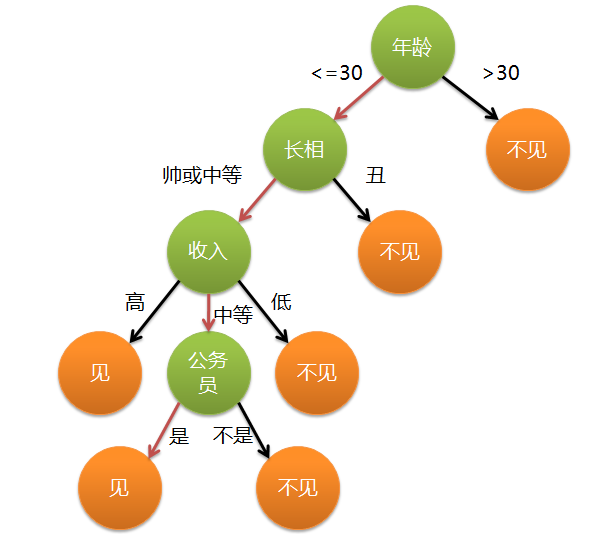 年龄
<=30
>30
长相
不见
帅或中等
丑
收入
不见
高
中等
低
见
公务
员
不见
是
不是
见
不见